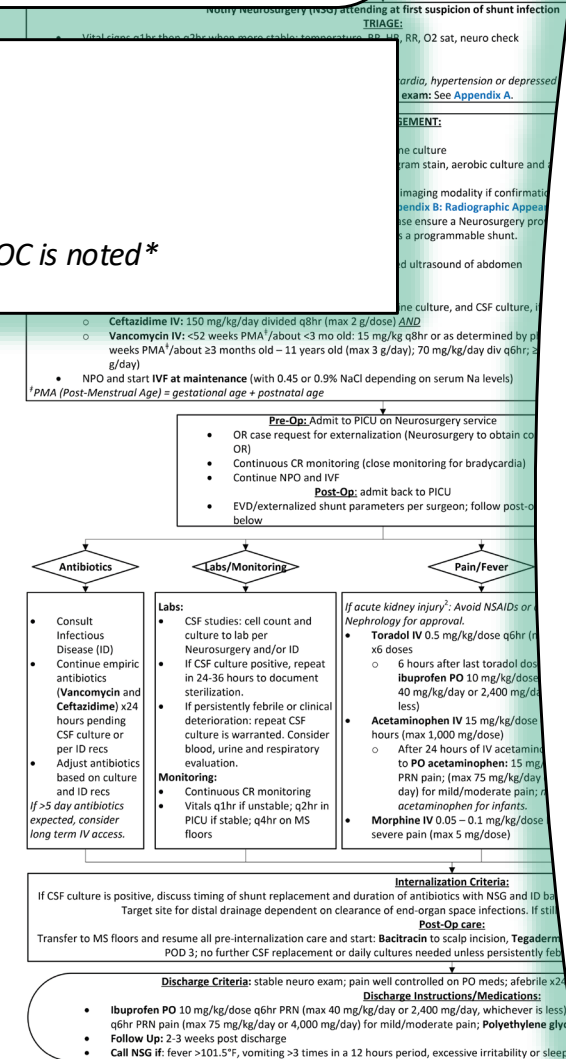 Notify Neurosurgery (NSG) attending at first suspicion of shunt infection
TRIAGE:
• Vital signs q1hr then q2hr when more stable: temperature, BP, HR, RR, O2 sat, neuro check
cardia, hypertension or depressed
exam: See Appendix A.
GEMENT:
ne culture
gram stain, aerobic culture and
imaging modality if
pendix B: Radiographic
ase ensure a Neurosurgery
s a programmable shunt.
OC is noted*
ed ultrasound of abdomen
ne culture, and CSF culture,
o Ceftazidime IV: 150 mg/kg/day divided q8hr (max 2 g/dose) AND
o Vancomycin IV: <52 weeks PMA‡/about <3 mo old: 15 mg/kg q8hr or as determined by
weeks PMA‡/about ≥3 months old – 11 years old (max 3 g/day); 70 mg/kg/day div q6hr; ≥
g/day)
• NPO and start IVF at maintenance (with 0.45 or 0.9% NaCl depending on serum Na levels)
‡PMA (Post-Menstrual Age) = gestational age + postnatal age
Pre-Op: Admit to PICU on Neurosurgery service
• OR case request for externalization (Neurosurgery to obtain
OR)
• Continuous CR monitoring (close monitoring for bradycardia)
• Continue NPO and IVF
Post-Op: admit back to PICU
• EVD/externalized shunt parameters per surgeon; follow
below
Antibiotics
• Consult
Infectious
Disease (ID)
• Continue empiric
antibiotics
(Vancomycin and
Ceftazidime) x24
hours pending
CSF culture or
per ID recs
• Adjust antibiotics
based on culture
and ID recs
If >5 day antibiotics
expected, consider
long term IV access.
Labs/Monitoring
Labs:
• CSF studies: cell count and
culture to lab per
Neurosurgery and/or ID
• If CSF culture positive, repeat
in 24-36 hours to document
sterilization.
• If persistently febrile or clinical
deterioration: repeat CSF
culture is warranted. Consider
blood, urine and respiratory
evaluation.
Monitoring:
• Continuous CR monitoring
• Vitals q1hr if unstable; q2hr in
PICU if stable; q4hr on MS
floors
Pain/Fever
If acute kidney injury²: Avoid NSAIDs or
Nephrology for approval.
• Toradol IV 0.5 mg/kg/dose q6hr
x6 doses
o 6 hours after last toradol
ibuprofen PO 10 mg/kg/dose
40 mg/kg/day or 2,400
less)
• Acetaminophen IV 15 mg/kg/dose
hours (max 1,000 mg/dose)
o After 24 hours of IV
to PO acetaminophen: 15
PRN pain; (max 75 mg/kg/day
day) for mild/moderate pain;
acetaminophen for infants.
• Morphine IV 0.05 – 0.1 mg/kg/dose
severe pain (max 5 mg/dose)
Internalization Criteria:
If CSF culture is positive, discuss timing of shunt replacement and duration of antibiotics with NSG and ID
Target site for distal drainage dependent on clearance of end-organ space infections. If
Post-Op care:
Transfer to MS floors and resume all pre-internalization care and start: Bacitracin to scalp incision,
POD 3; no further CSF replacement or daily cultures needed unless persistently
Discharge Criteria: stable neuro exam; pain well controlled on PO meds; afebrile
Discharge Instructions/Medications:
• Ibuprofen PO 10 mg/kg/dose q6hr PRN (max 40 mg/kg/day or 2,400 mg/day, whichever is less)
q6hr PRN pain (max 75 mg/kg/day or 4,000 mg/day) for mild/moderate pain; Polyethylene
• Follow Up: 2-3 weeks post discharge
• Call NSG if: fever >101.5°F, vomiting >3 times in a 12 hours period, excessive irritability or